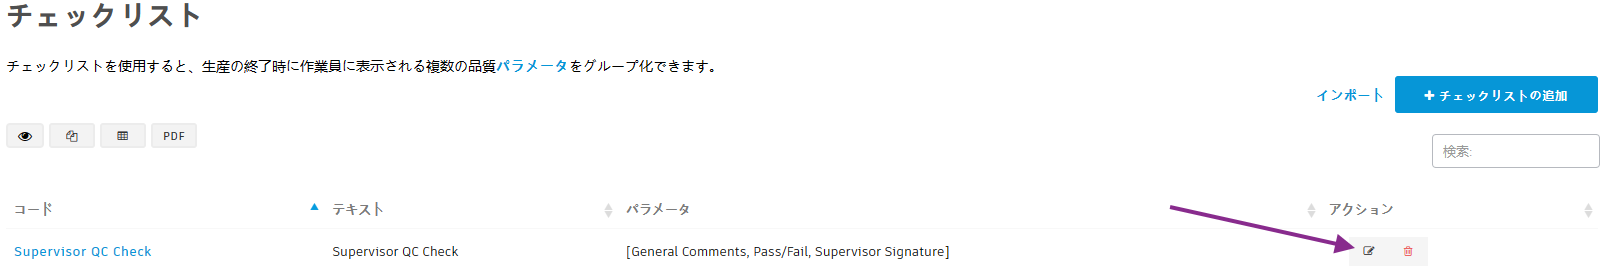 チェックリスト
チェックリストを使用すると、生産の終了時に作業員に表示される複数の品質パラメータをグループ化できます。
インポート
チェックリストの追加
PDF
検索:
コード テキスト パラメータ アクション
Supervisor QC Check Supervisor QC Check [General Comments, Pass/Fail, Supervisor Signature]